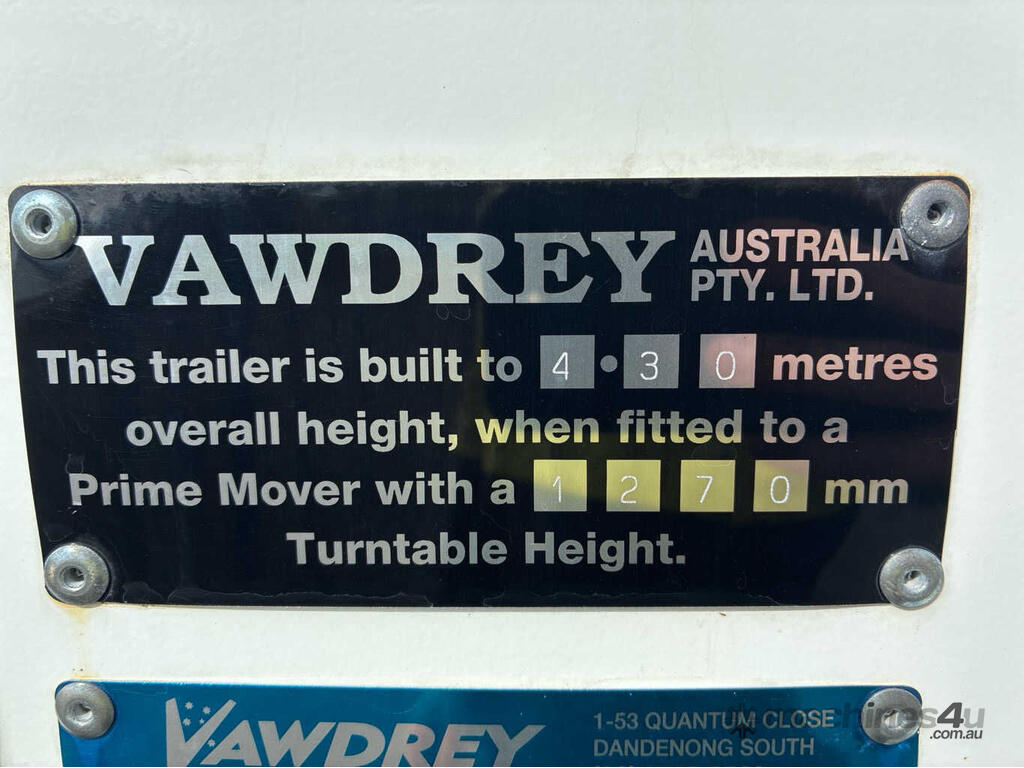 VAWDREY AUSTRALIA PTY. LTD.
This trailer is built to 4•30 metres
overall height, when fitted to a
Prime Mover with a 1270 mm
Turntable Height.
VAWDREY
1-53 QUANTUM CLOSE
DANDENONG SOUTH
machines4u
.com.au